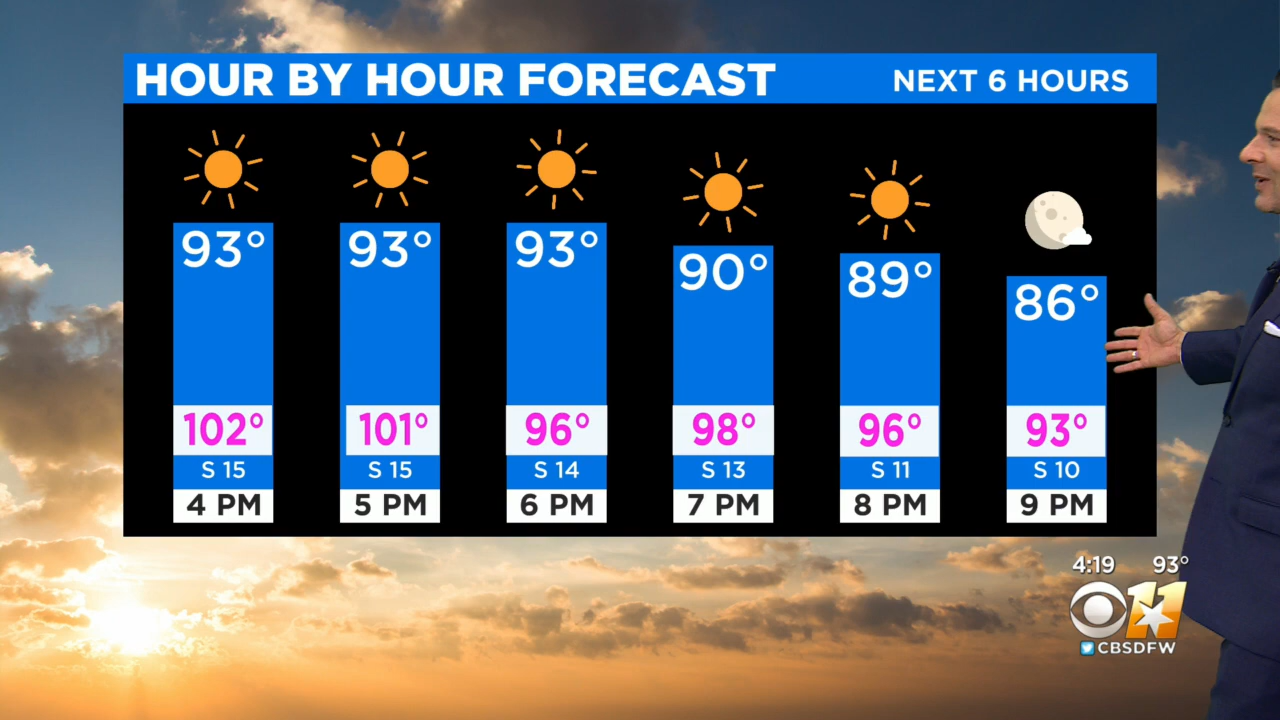 HOUR BY HOUR FORECAST NEXT 6 HOURS
93° 93° 93° 90° 89° 86°
102° 101° 96° 98° 96° 93°
S 15 S 15 S 14 S 13 S 11 S 10
4 PM 5 PM 6 PM 7 PM 8 PM 9 PM
4:19 93°
11
CBSDFW